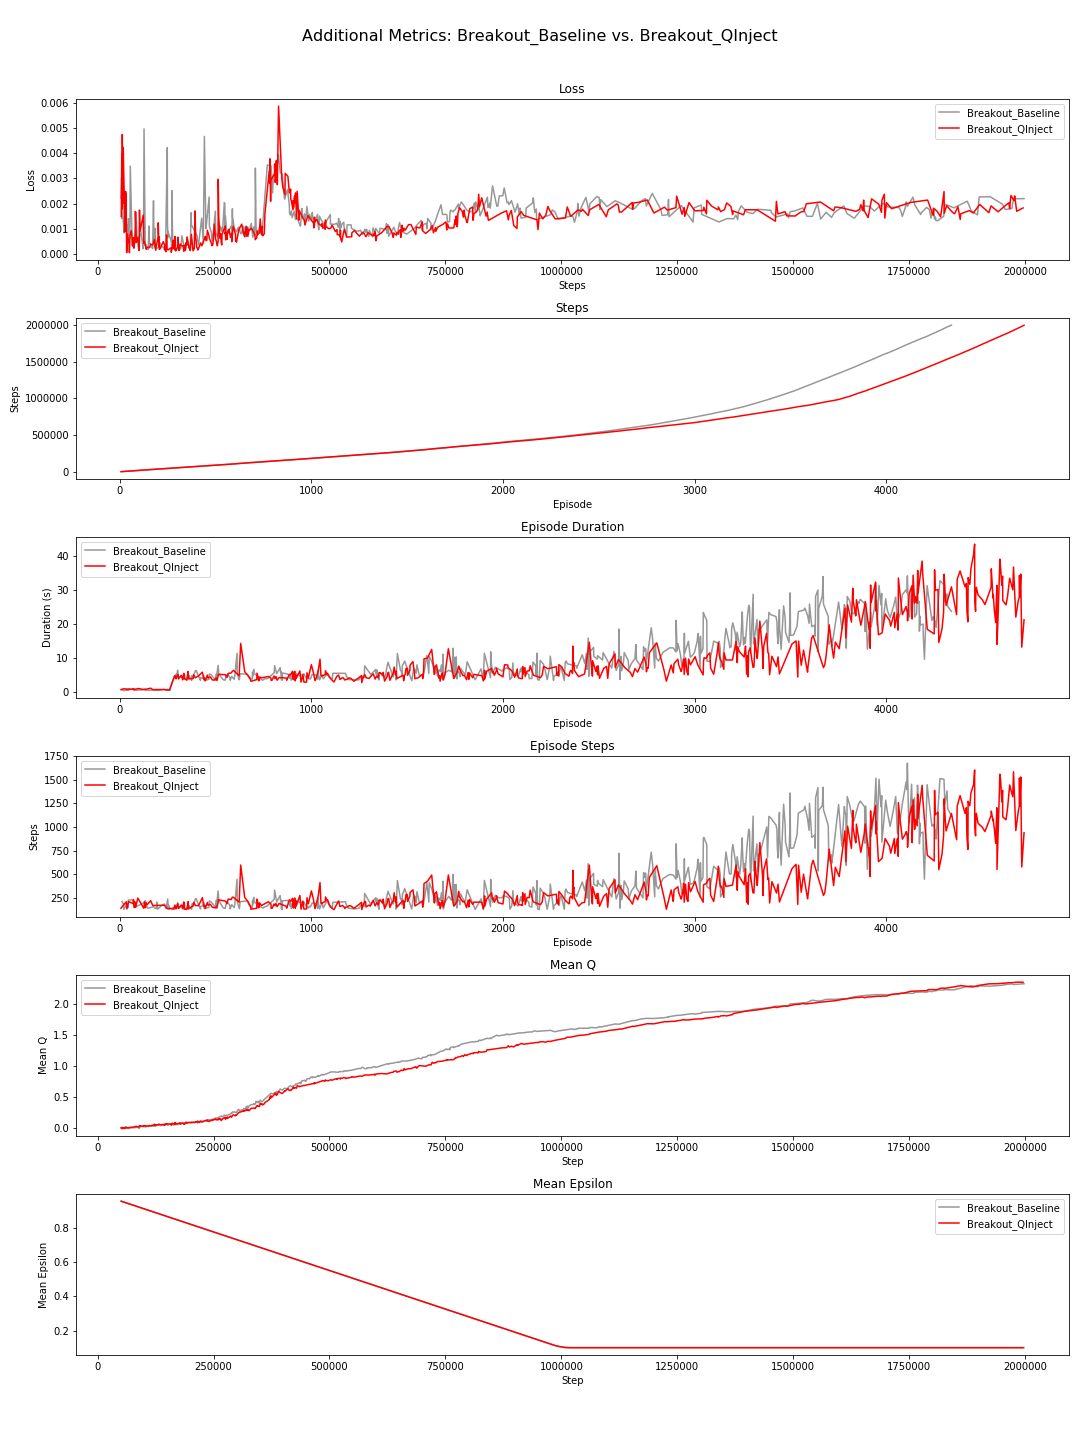 Additional Metrics: Breakout_Baseline vs. Breakout_QInject
Loss
0.006
0.005
0.004
0.003
0.002
0.001
0.000
Loss
Breakout_Baseline
Breakout_QInject
0 250000 500000 750000 1000000 1250000 1500000 1750000 2000000
Steps
Steps
2000000
1500000
1000000
500000
0
Steps
Breakout_Baseline
Breakout_QInject
0 1000 2000 3000 4000
Episode
Episode Duration
40
30
20
10
0
Duration (s)
Breakout_Baseline
Breakout_QInject
0 1000 2000 3000 4000
Episode
Episode Steps
1750
1500
1250
1000
750
500
250
Steps
Breakout_Baseline
Breakout_QInject
0 1000 2000 3000 4000
Episode
Mean Q
2.0
1.5
1.0
0.5
0.0
Mean Q
Breakout_Baseline
Breakout_QInject
0 250000 500000 750000 1000000 1250000 1500000 1750000 2000000
Step
Mean Epsilon
0.8
0.6
0.4
0.2
Mean Epsilon
Breakout_Baseline
Breakout_QInject
0 250000 500000 750000 1000000 1250000 1500000 1750000 2000000
Step